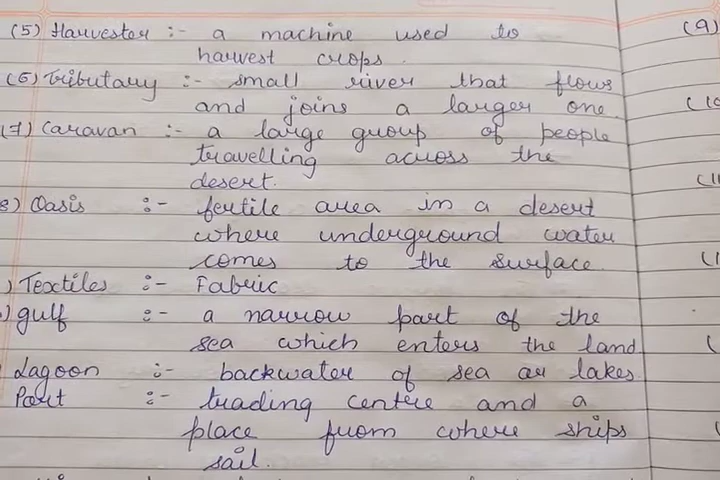 (5) Harvester :- a machine used to (9)
harvest crops.
(6) Tributary :- small river that flows
and joins a larger one. (10
(7) Caravan :- a large group of people
travelling across the
desert. (11
8) Oasis :- fertile area in a desert
where underground water
comes to the surface (1
) Textiles :- Fabric
) gulf :- a narrow part of the
sea which enters the land (
Lagoon :- backwater of sea or lakes.
Port :- trading centre and a
place from where ships (
sail.